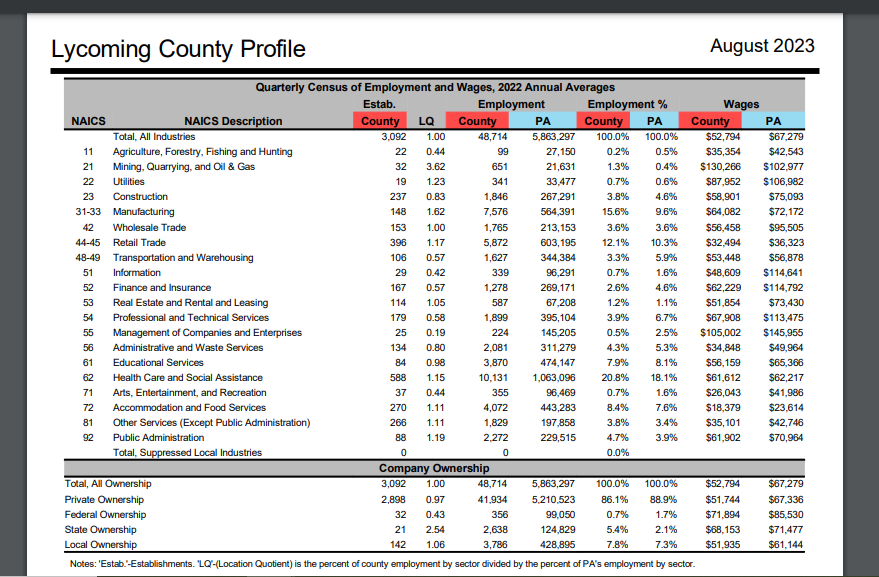 Lycoming County Profile August 2023
Quarterly Census of Employment and Wages, 2022 Annual Averages
Estab. Employment Employment % Wages
NAICS NAICS Description County LQ County PA County PA County PA
Total, All Industries 3,092 1.00 48,714 5,863,297 100.0% 100.0% $52,794 $67,279
11 Agriculture, Forestry, Fishing and Hunting 22 0.44 99 27,150 0.2% 0.5% $35,354 $42,543
21 Mining, Quarrying, and Oil & Gas 32 3.62 651 21,631 1.3% 0.4% $130,266 $102,977
22 Utilities 19 1.23 341 33,477 0.7% 0.6% $87,952 $106,982
23 Construction 237 0.83 1,846 267,291 3.8% 4.6% $58,901 $75,093
31-33 Manufacturing 148 1.62 7,576 564,391 15.6% 9.6% $64,082 $72,172
42 Wholesale Trade 153 1.00 1,765 213,153 3.6% 3.6% $56,458 $95,505
44-45 Retail Trade 396 1.17 5,872 603,195 12.1% 10.3% $32,494 $36,323
48-49 Transportation and Warehousing 106 0.57 1,627 344,384 3.3% 5.9% $53,448 $56,878
51 Information 29 0.42 339 96,291 0.7% 1.6% $48,609 $114,641
52 Finance and Insurance 167 0.57 1,278 269,171 2.6% 4.6% $62,229 $114,792
53 Real Estate and Rental and Leasing 114 1.05 587 67,208 1.2% 1.1% $51,854 $73,430
54 Professional and Technical Services 179 0.58 1,899 395,104 3.9% 6.7% $67,908 $113,475
55 Management of Companies and Enterprises 25 0.19 224 145,205 0.5% 2.5% $105,002 $145,955
56 Administrative and Waste Services 134 0.80 2,081 311,279 4.3% 5.3% $34,848 $49,964
61 Educational Services 84 0.98 3,870 474,147 7.9% 8.1% $56,159 $65,366
62 Health Care and Social Assistance 588 1.15 10,131 1,063,096 20.8% 18.1% $61,612 $62,217
71 Arts, Entertainment, and Recreation 37 0.44 355 96,469 0.7% 1.6% $26,043 $41,986
72 Accommodation and Food Services 270 1.11 4,072 443,283 8.4% 7.6% $18,379 $23,614
81 Other Services (Except Public Administration) 266 1.11 1,829 197,858 3.8% 3.4% $35,101 $42,746
92 Public Administration 88 1.19 2,272 229,515 4.7% 3.9% $61,902 $70,964
Total, Suppressed Local Industries 0 0 0.0%
Company Ownership
Total, All Ownership 3,092 1.00 48,714 5,863,297 100.0% 100.0% $52,794 $67,279
Private Ownership 2,898 0.97 41,934 5,210,523 86.1% 88.9% $51,744 $67,336
Federal Ownership 32 0.43 356 99,050 0.7% 1.7% $71,894 $85,530
State Ownership 21 2.54 2,638 124,829 5.4% 2.1% $68,153 $71,477
Local Ownership 142 1.06 3,786 428,895 7.8% 7.3% $51,935 $61,144
Notes: 'Estab.'-Establishments. 'LQ'-(Location Quotient) is the percent of county employment by sector divided by the percent of PA's employment by sector.